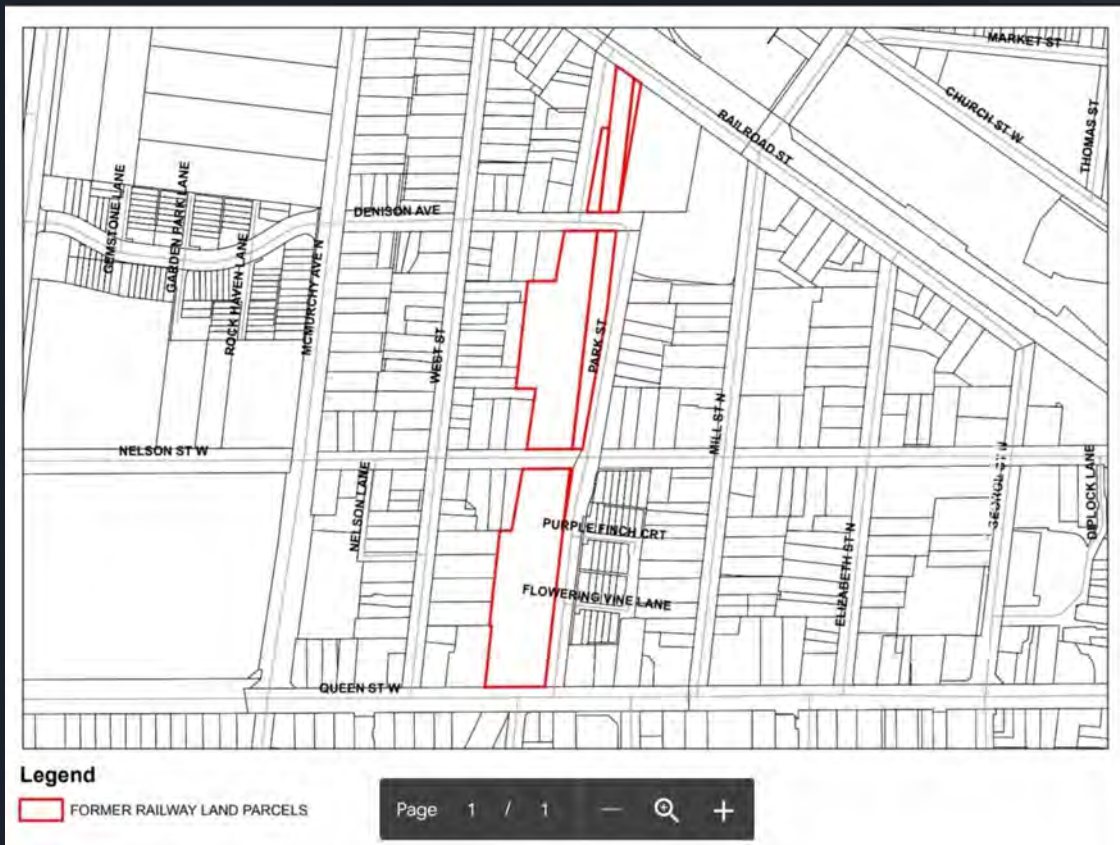 MARKET ST
CHURCH ST W
THOMAS ST
RAILROAD ST
GEMSTONE LANE
GARDEN PARK LANE
DENISON AVE
ROCK HAVEN LANE
MCMURCHY AVE N
WEST ST
PARK ST
MILL ST N
NELSON ST W
NELSON LANE
GEORGE ST N
DIPLOCK LANE
PURPLE FINCH CRT
ELIZABETH ST N
FLOWERING VINE LANE
QUEEN ST W
Legend
FORMER RAILWAY LAND PARCELS
Page 1 / 1